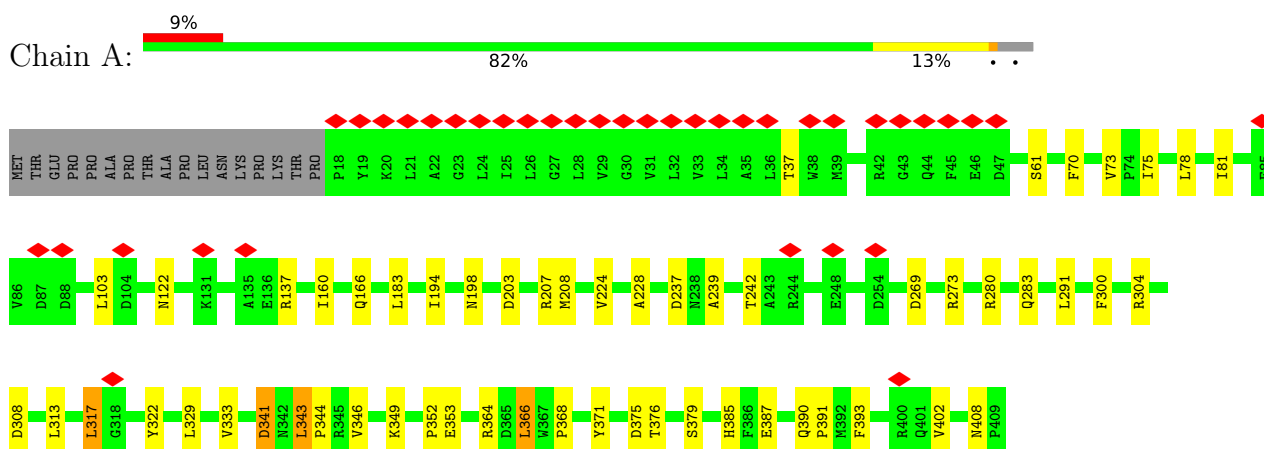 9%
Chain A:
82% 13% • •
MET THR GLU PRO PRO ALA PRO THR ALA PRO LEU ASN LYS PRO LYS THR PRO P18 Y19 K20 L21 A22 G23 L24 I25 L26 G27 L28 V29 G30 V31 L32 V33 L34 A35 L36 T37 W38 M39 R42 G43 Q44 F45 E46 D47 S61 F70 V73 P74 I75 L78 I81
V86 D87 D88 L103 D104 N122 K131 A135 E136 R137 I160 Q166 L183 I194 N198 D203 R207 M208 V224 A228 D237 N238 A239 T242 A243 R244 E248 D254 D269 R273 R280 Q283 L291 F300 R304
D308 L313 L317 G318 Y322 L329 V333 D341 N342 L343 P344 R345 V346 K349 P352 E353 R364 D365 L366 W367 P368 Y371 D375 T376 S379 H385 F386 E387 Q390 P391 M392 F393 R400 Q401 V402 N408 P409